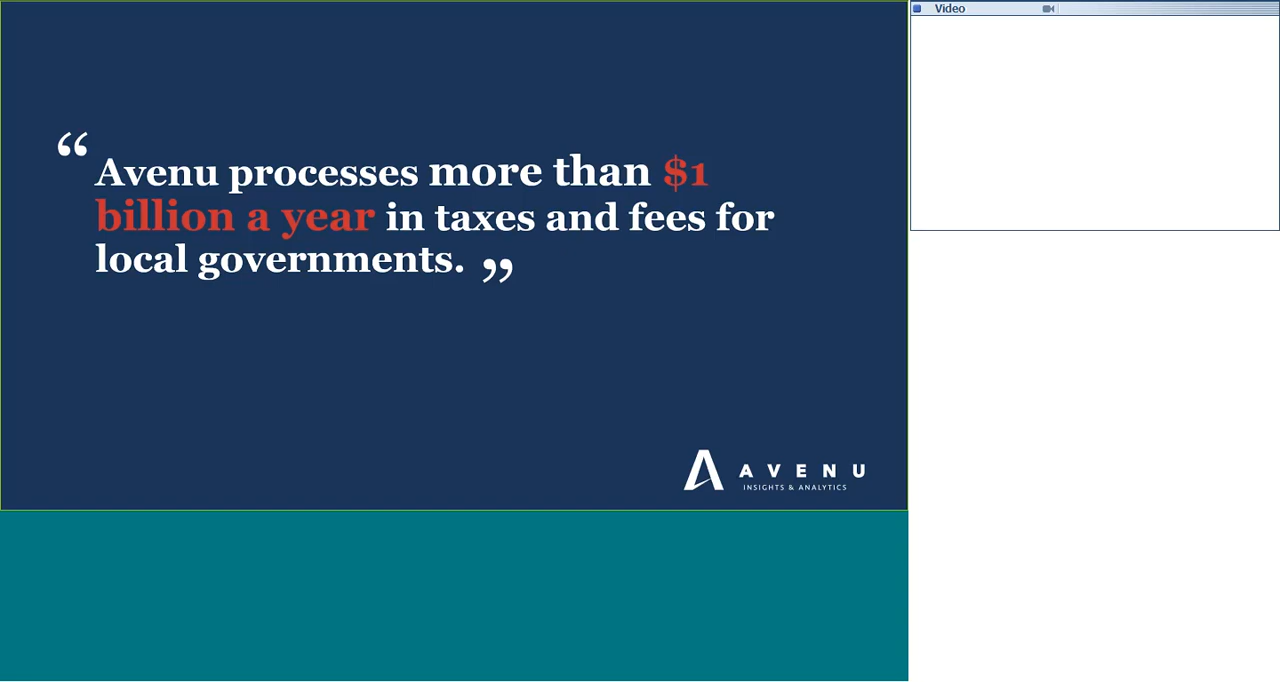 “ Avenu processes more than $1
billion a year in taxes and fees for
local governments. ”
AVENU
INSIGHTS & ANALYTICS
Video